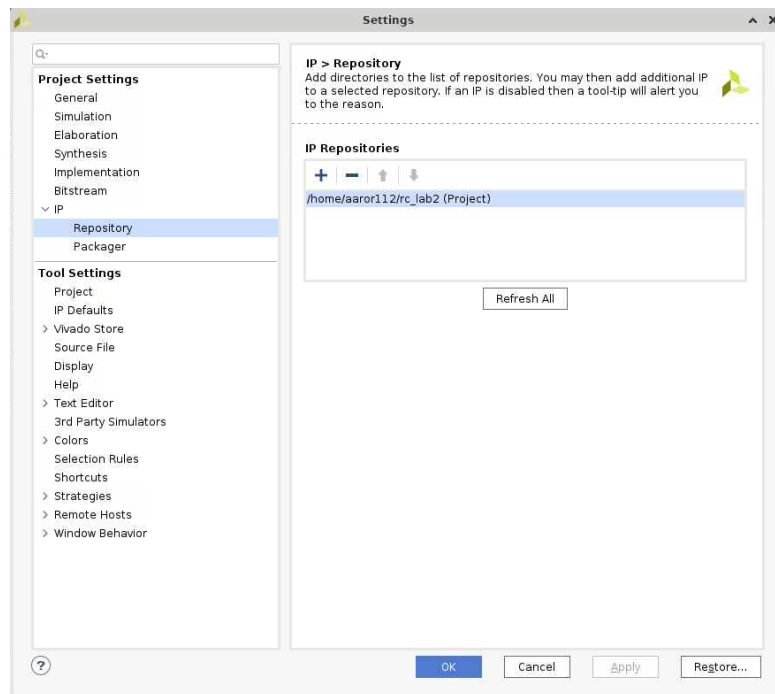 Settings
Q-
Project Settings
General
Simulation
Elaboration
Synthesis
Implementation
Bitstream
IP
Repository
Packager
Tool Settings
Project
IP Defaults
Vivado Store
Source File
Display
Help
Text Editor
3rd Party Simulators
Colors
Selection Rules
Shortcuts
Strategies
Remote Hosts
Window Behavior
IP > Repository
Add directories to the list of repositories. You may then add additional IP
to a selected repository. If an IP is disabled then a tool-tip will alert you
to the reason.
IP Repositories
/home/aaror112/rc_lab2 (Project)
Refresh All
?
OK
Cancel
Apply
Restore...